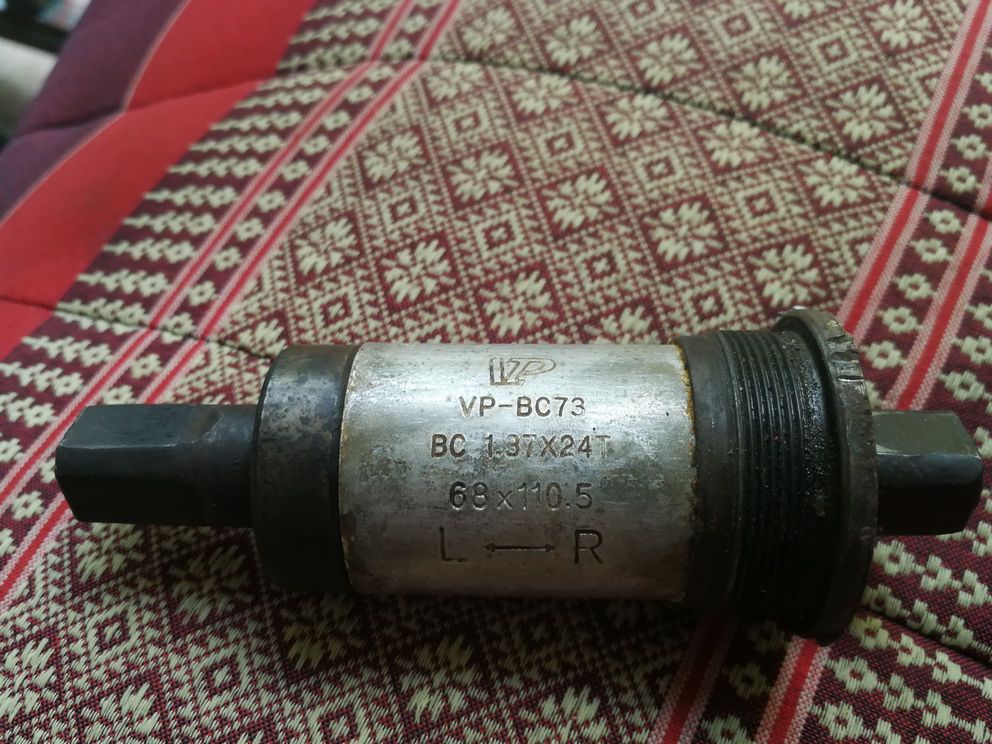 VP
VP-BC73
BC 1.37X24T
68x110.5
L ⟷ R